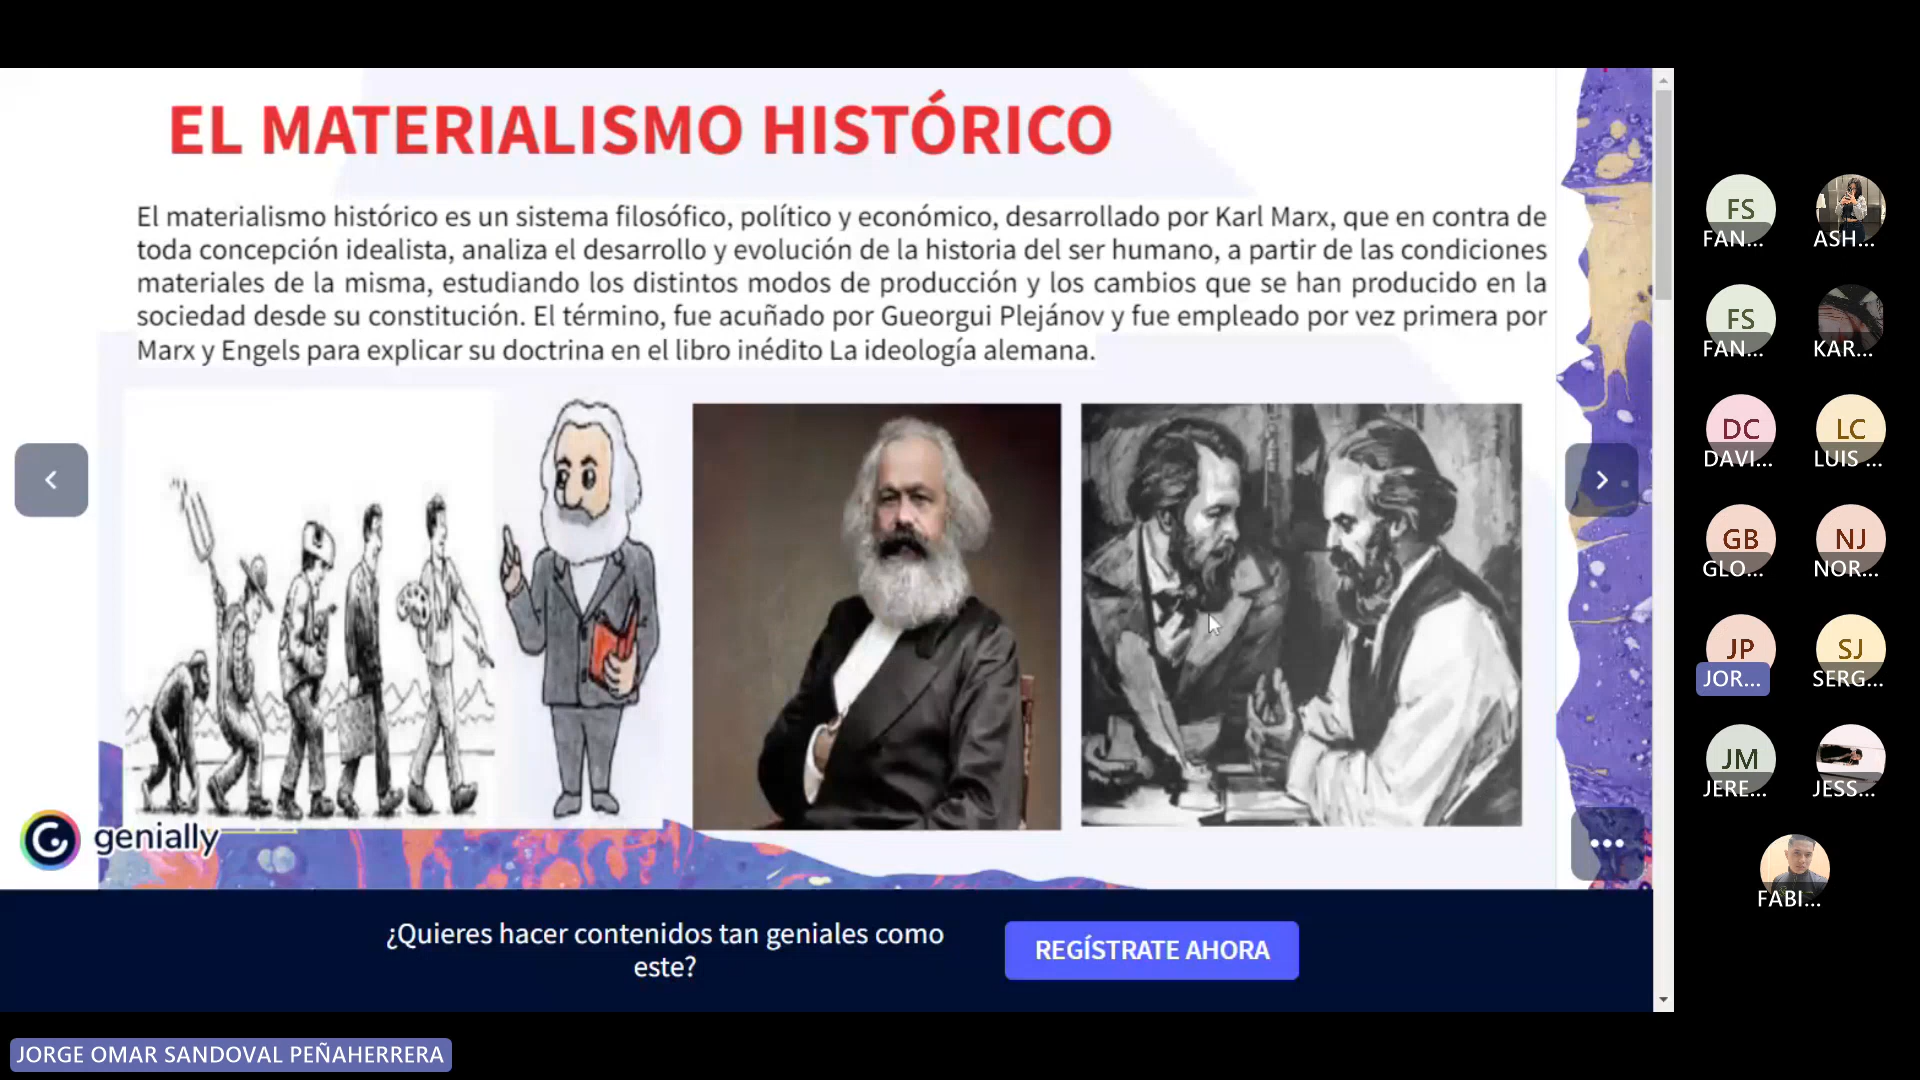 EL MATERIALISMO HISTÓRICO
El materialismo histórico es un sistema filosófico, político y económico, desarrollado por Karl Marx, que en contra de
toda concepción idealista, analiza el desarrollo y evolución de la historia del ser humano, a partir de las condiciones
materiales de la misma, estudiando los distintos modos de producción y los cambios que se han producido en la
sociedad desde su constitución. El término, fue acuñado por Gueorgui Plejánov y fue empleado por vez primera por
Marx y Engels para explicar su doctrina en el libro inédito La ideología alemana.
genially
¿Quieres hacer contenidos tan geniales como
este?
REGÍSTRATE AHORA
JORGE OMAR SANDOVAL PEÑAHERRERA
FS
FAN...
ASH...
FS
FAN...
KAR...
DC
DAVI...
LC
LUIS ...
GB
GLO...
NJ
NOR...
JP
JOR...
SJ
SERG...
JM
JERE...
JESS...
FABI...